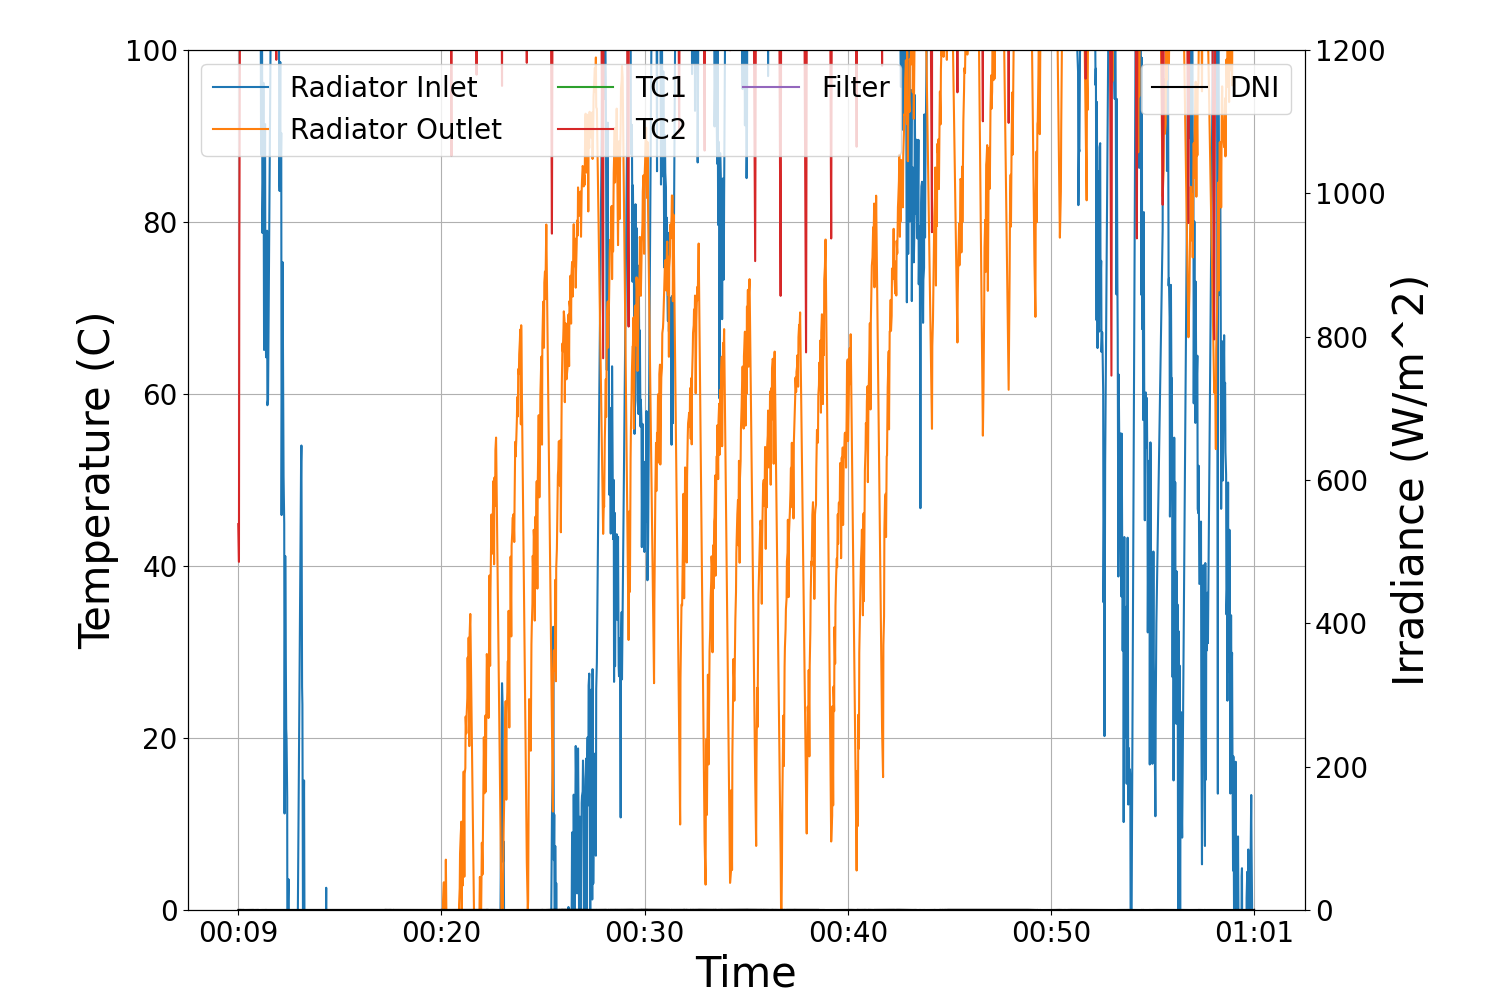 100
80
60
40
20
0
Temperature (C)
Radiator Inlet
Radiator Outlet
TC1
TC2
Filter
DNI
1200
1000
800
600
400
200
0
Irradiance (W/m^2)
00:09 00:20 00:30 00:40 00:50 01:01
Time